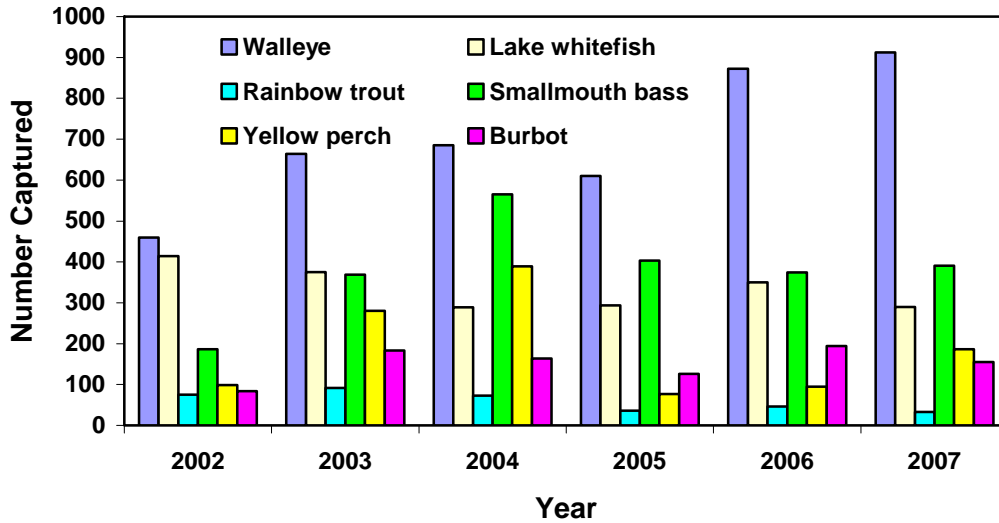 1000
900
800
700
600
500
400
300
200
100
0
Number Captured
Walleye
Lake whitefish
Rainbow trout
Smallmouth bass
Yellow perch
Burbot
2002 2003 2004 2005 2006 2007
Year